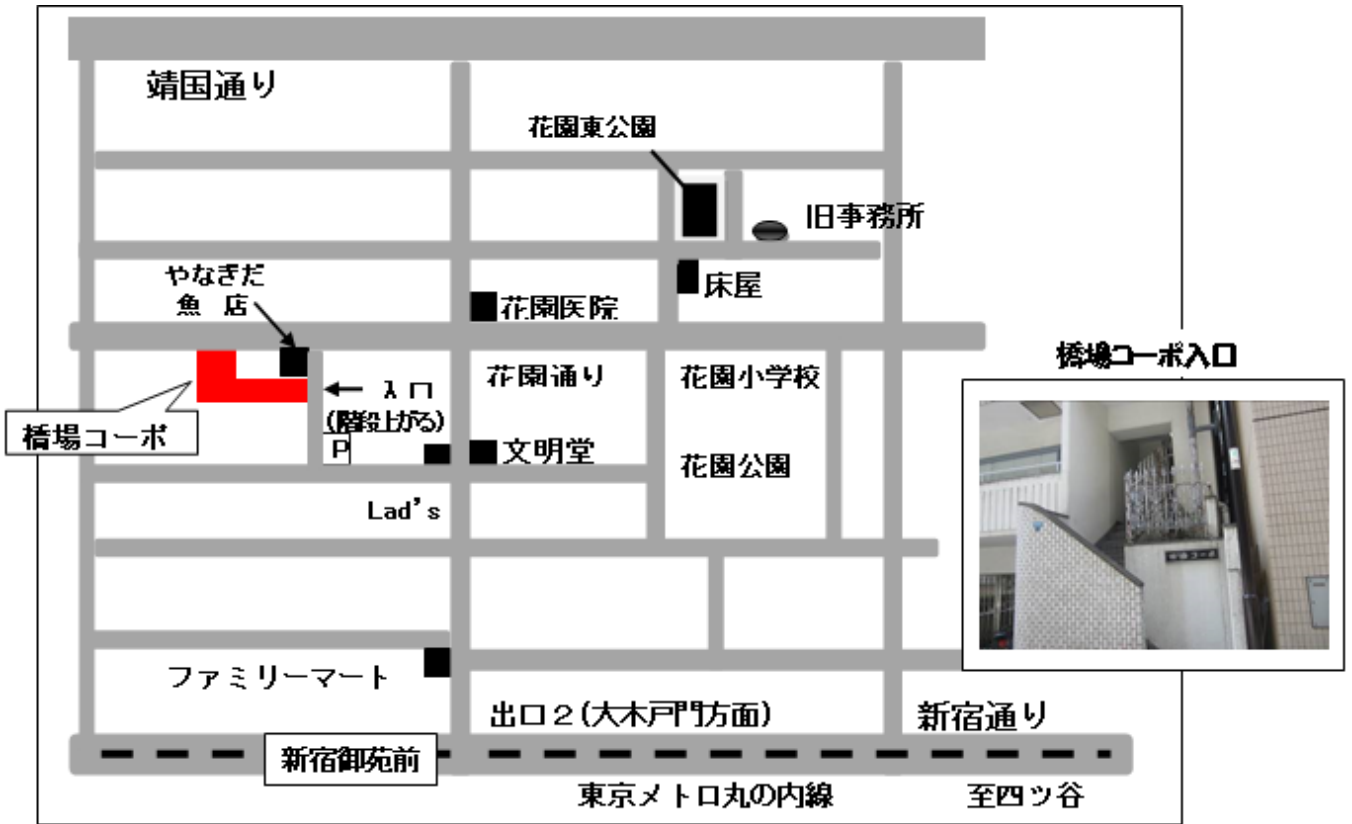 靖国通り
花園東公園
旧事務所
やなぎだ
魚 店
床屋
花園医院
橋場コーポ入口
花園通り
花園小学校
入口
(階段上がる)
橋場コーポ
P
文明堂
花園公園
Lad's
橋場コーポ
ファミリーマート
出口2(大木戸門方面)
新宿通り
新宿御苑前
東京メトロ丸の内線
至四ツ谷